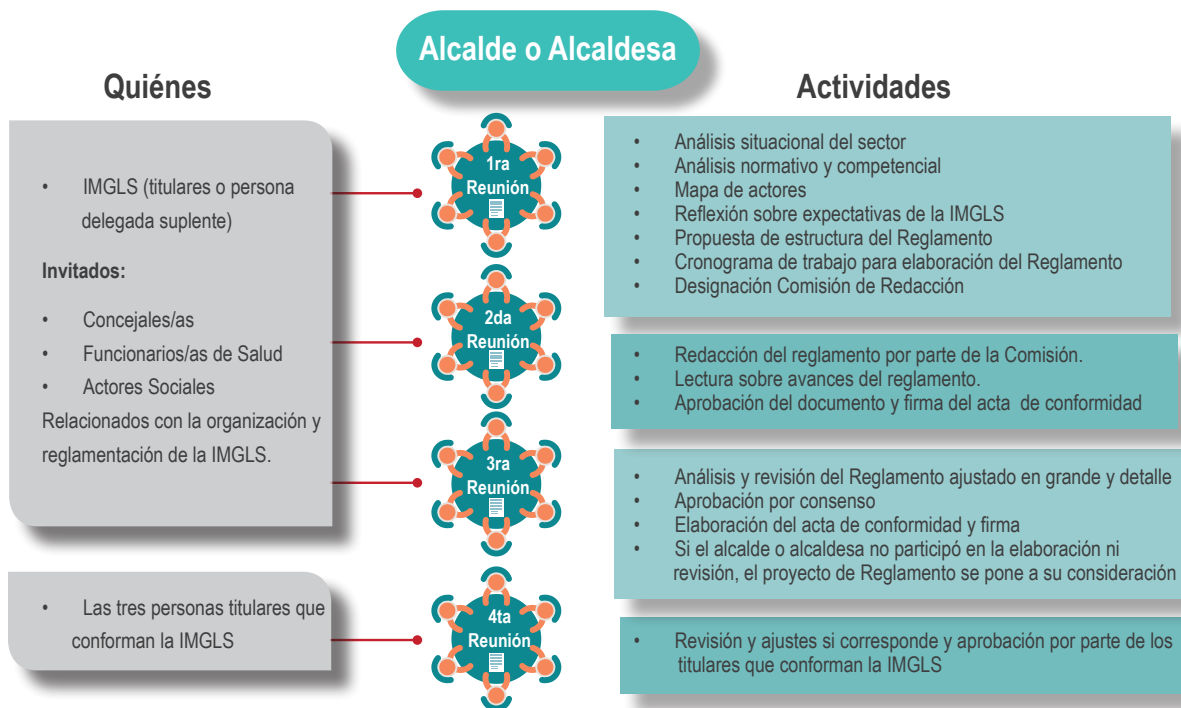 Alcalde o Alcaldesa
Quiénes
Actividades
• IMGLS (titulares o persona
delegada suplente)
Invitados:
• Concejales/as
• Funcionarios/as de Salud
• Actores Sociales
Relacionados con la organización y
reglamentación de la IMGLS.
1ra
Reunión
• Análisis situacional del sector
• Análisis normativo y competencial
• Mapa de actores
• Reflexión sobre expectativas de la IMGLS
• Propuesta de estructura del Reglamento
• Cronograma de trabajo para elaboración del Reglamento
• Designación Comisión de Redacción
2da
Reunión
• Redacción del reglamento por parte de la Comisión.
• Lectura sobre avances del reglamento.
• Aprobación del documento y firma del acta de conformidad
3ra
Reunión
• Análisis y revisión del Reglamento ajustado en grande y detalle
• Aprobación por consenso
• Elaboración del acta de conformidad y firma
• Si el alcalde o alcaldesa no participó en la elaboración ni
revisión, el proyecto de Reglamento se pone a su consideración
• Las tres personas titulares que
conforman la IMGLS
4ta
Reunión
• Revisión y ajustes si corresponde y aprobación por parte de los
titulares que conforman la IMGLS